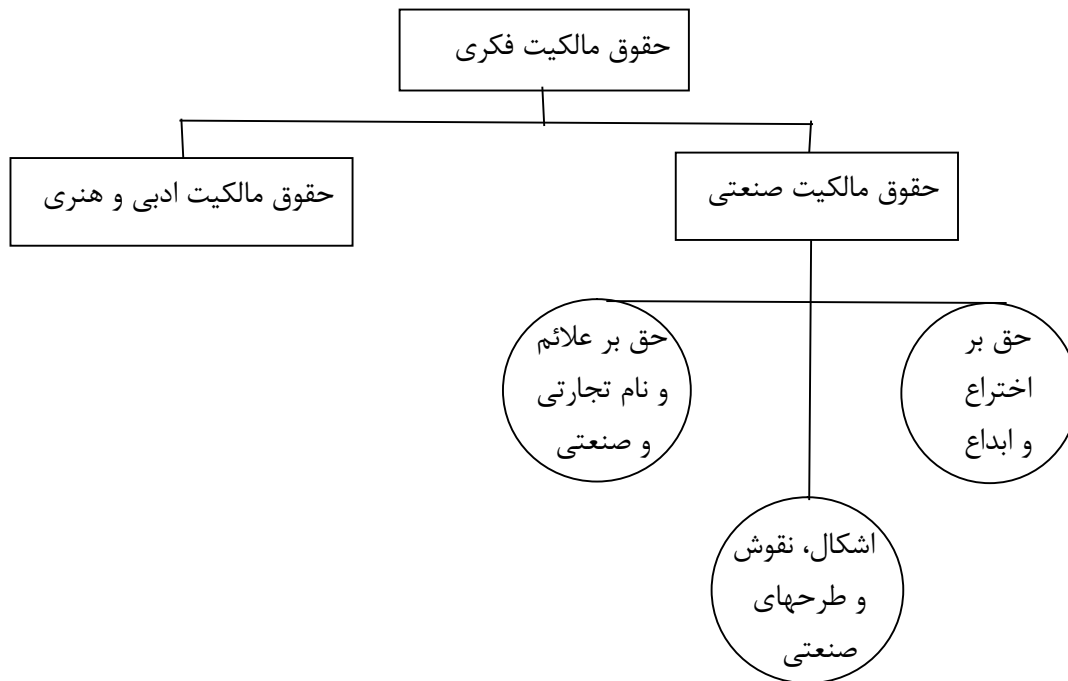 حقوق مالکیت فکری
حقوق مالکیت صنعتی
حقوق مالکیت ادبی و هنری
حق بر
اختراع
و ابداع
حق بر علائم
و نام تجارتی
و صنعتی
اشکال، نقوش
و طرحهای
صنعتی